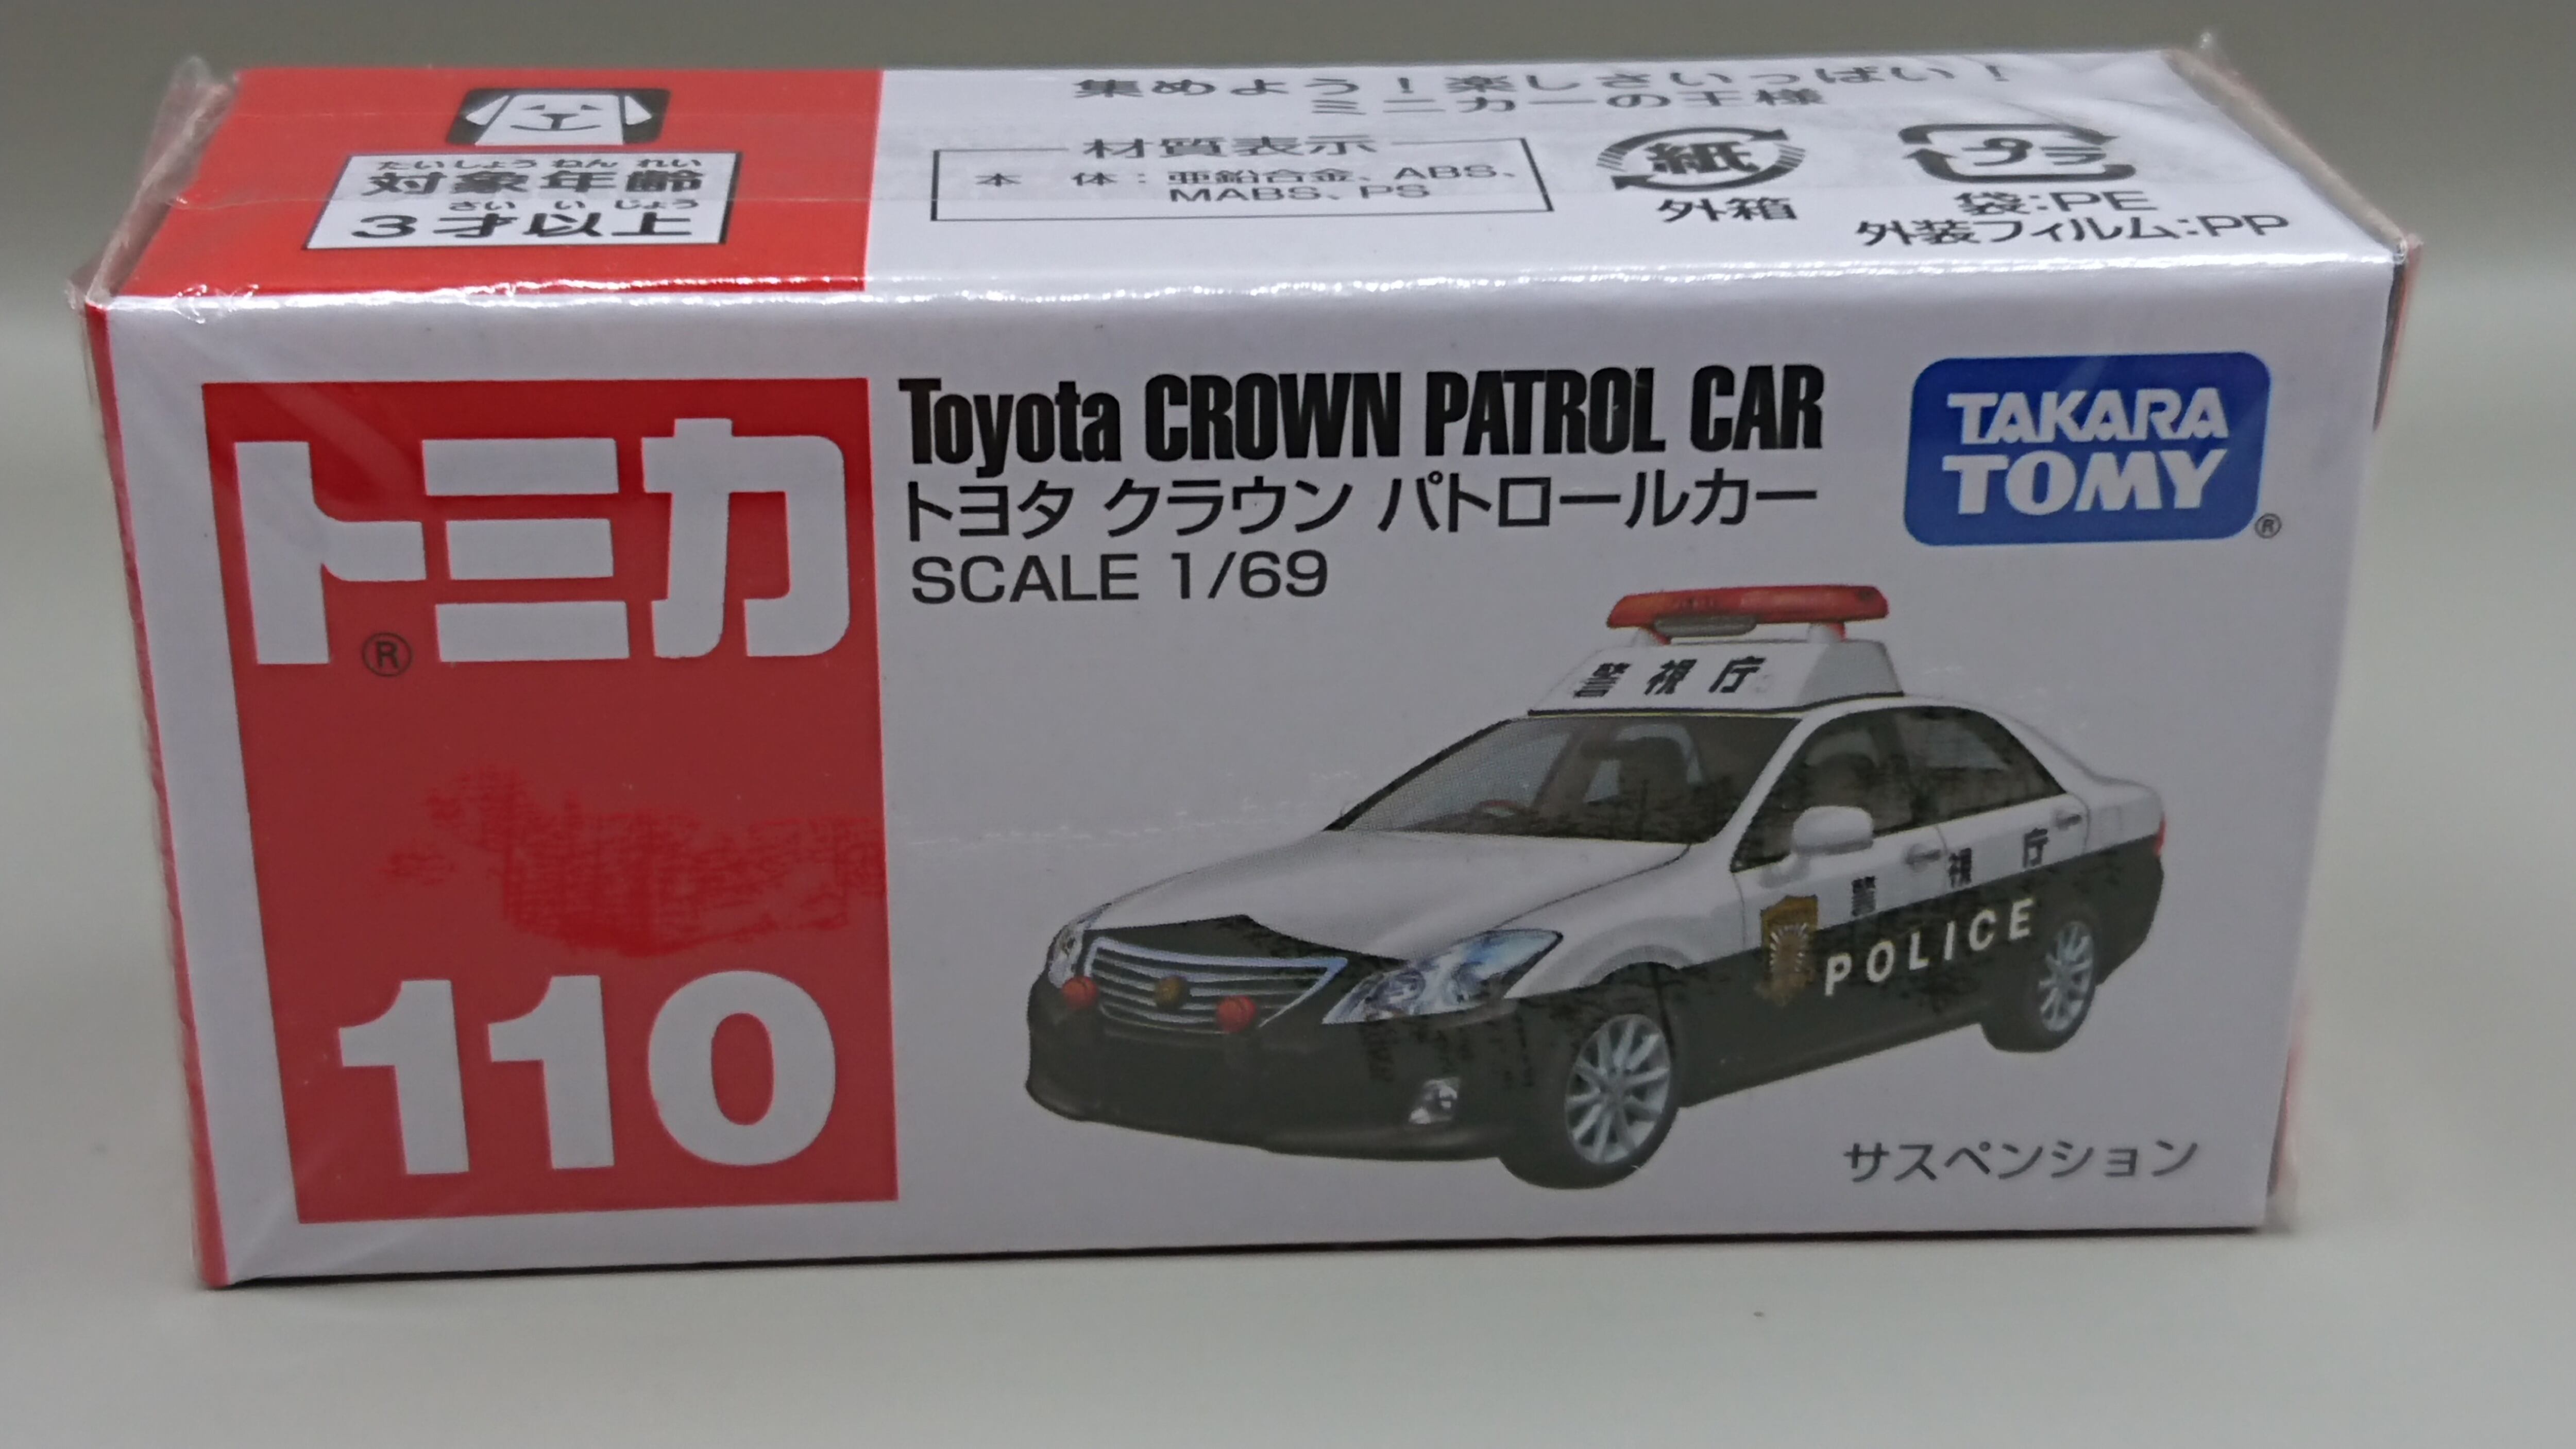 集めよう！楽しさいっぱい！
ミニカーの王様
たいしょうねんれい
対象年齢
さい いじょう
3才以上
材質表示
本 体：亜鉛合金、ABS、
MABS、PS
紙
外箱
プラ
袋：PE
外装フィルム：PP
トミカ
®
110
Toyota CROWN PATROL CAR
トヨタ クラウン パトロールカー
SCALE 1/69
TAKARA
TOMY
®
警視庁
警視庁
POLICE
サスペンション